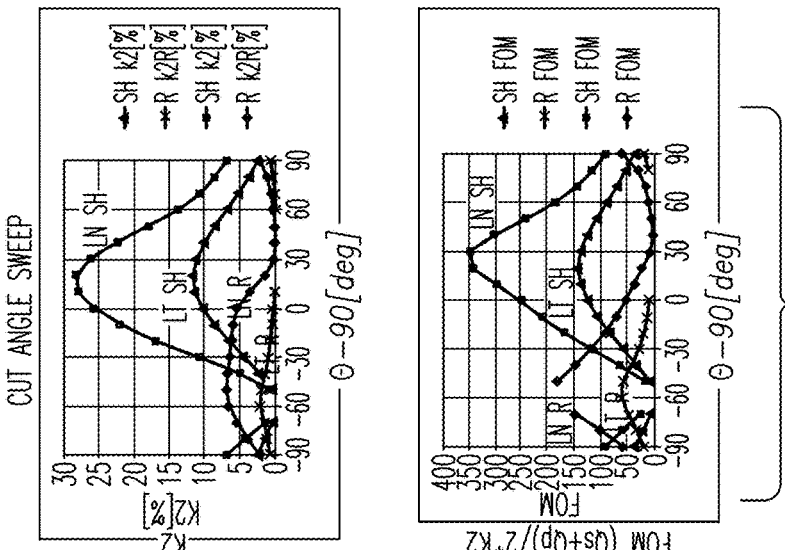 CUT ANGLE SWEEP
SH k2[%]
R k2R[%]
SH k2[%]
R k2R[%]
30
25
20
15
10
5
0
K2[%]
K2
LN SH
LT SH
LN R
LT R
-90
-60
-30
0
30
60
90
Θ-90[deg]
SH FOM
R FOM
SH FOM
R FOM
400
350
300
250
200
150
100
50
0
FOM
FOM (Qs+Qp)/2*K2
LN SH
LT SH
LN R
LT R
-90
-60
-30
0
30
60
90
Θ-90[deg]